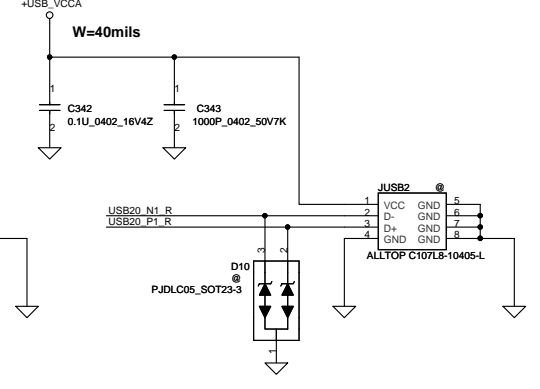 +USB_VCCA
W=40mils
1
C342
0.1U_0402_16V4Z
2
1
C343
1000P_0402_50V7K
2
JUSB2 @
1 VCC GND 5
2 D- GND 6
3 D+ GND 7
4 GND GND 8
ALLTOP C107L8-10405-L
USB20_N1_R
USB20_P1_R
3 2
D10
@
PJDLC05_SOT23-3
1